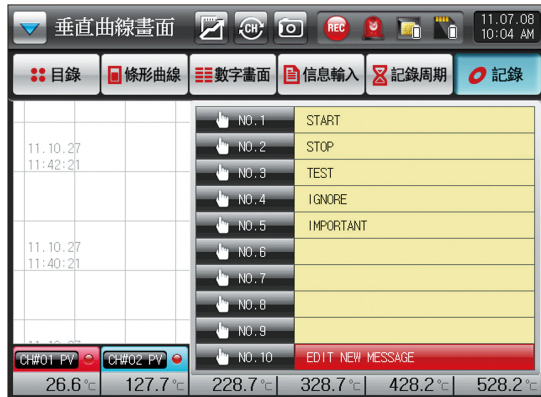 垂直曲線畫面
CH
REC
11.07.08
10:04 AM
目錄
條形曲線
數字畫面
信息輸入
記錄周期
記錄
NO.1 START
NO.2 STOP
NO.3 TEST
NO.4 IGNORE
NO.5 IMPORTANT
NO.6
NO.7
NO.8
NO.9
NO.10 EDIT NEW MESSAGE
11.10.27
11:42:21
11.10.27
11:40:21
CH#01 PV
CH#02 PV
26.6℃ 127.7℃ 228.7℃ 328.7℃ 428.2℃ 528.2℃